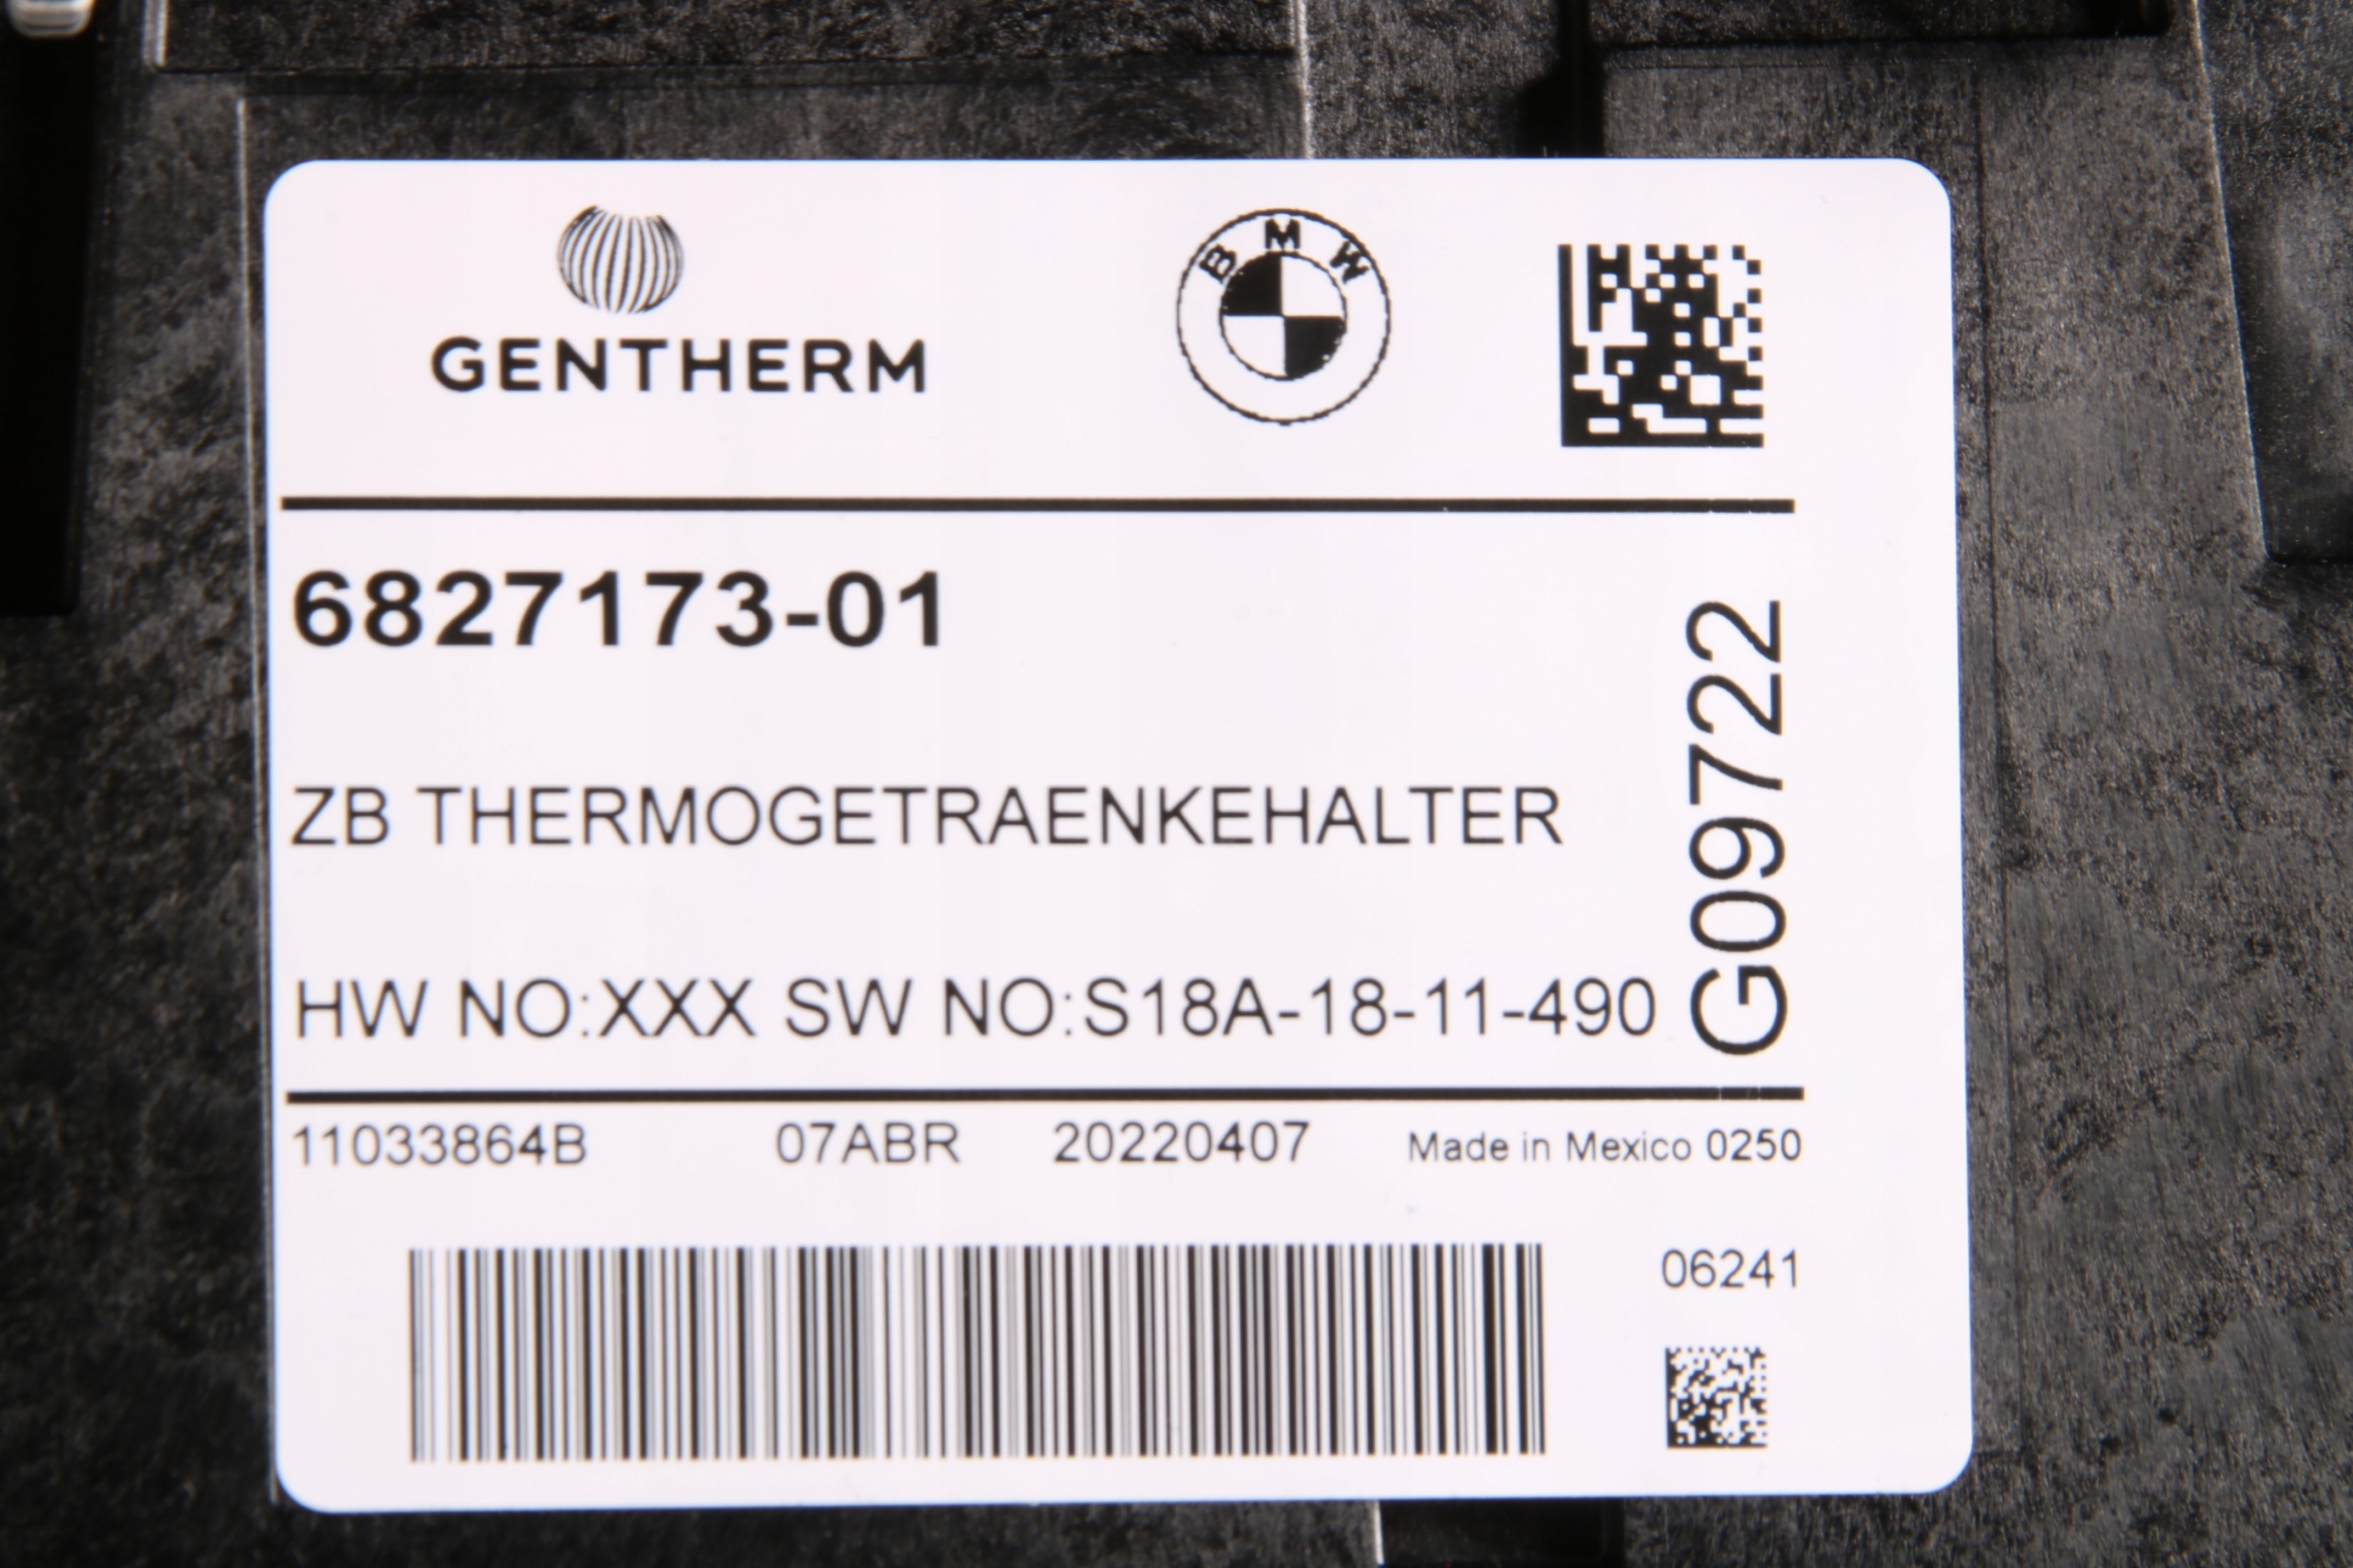 GENTHERM
BMW
6827173-01
ZB THERMOGETRAENKEHALTER
HW NO:XXX SW NO:S18A-18-11-490
G09722
11033864B 07ABR 20220407 Made in Mexico 0250
06241